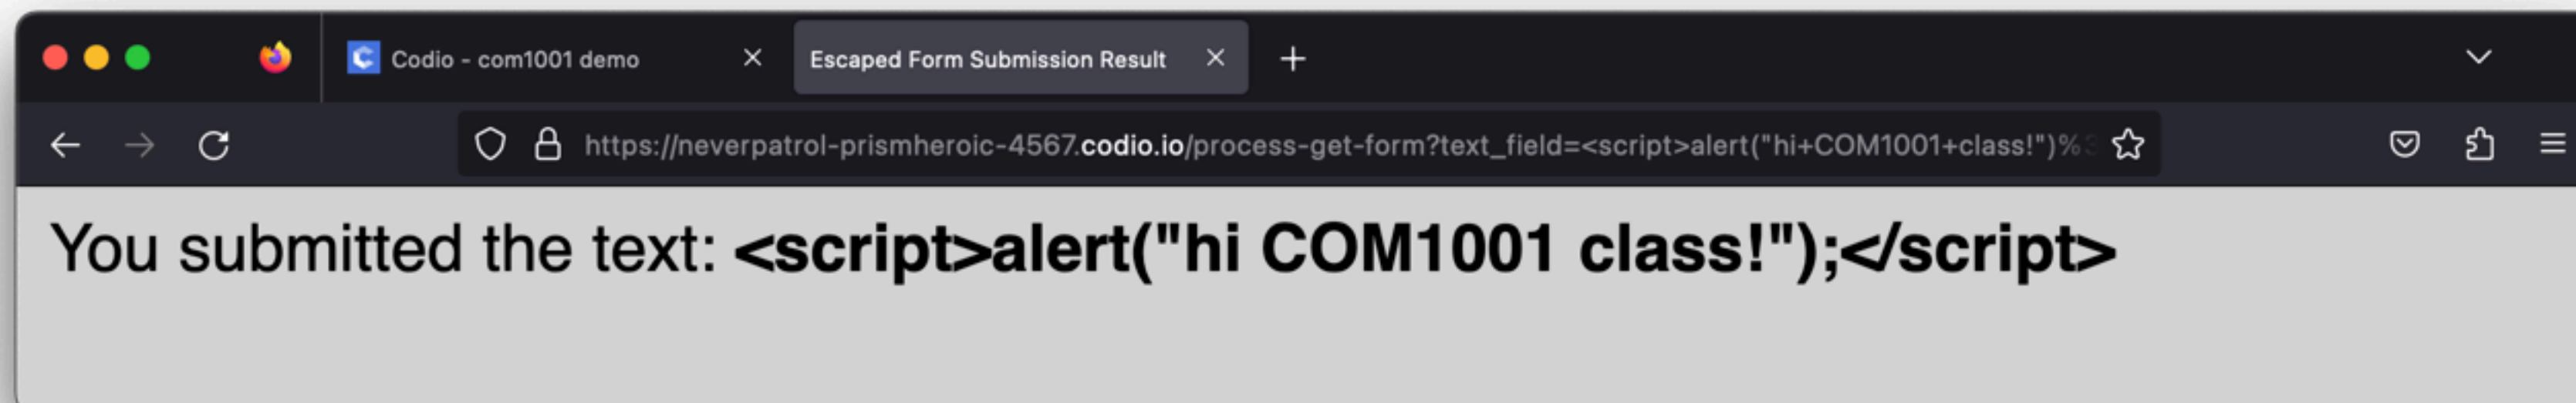 Codio - com1001 demo
Escaped Form Submission Result
https://neverpatrol-prismheroic-4567.codio.io/process-get-form?text_field=<script>alert("hi+COM1001+class!")%3
You submitted the text: <script>alert("hi COM1001 class!");</script>